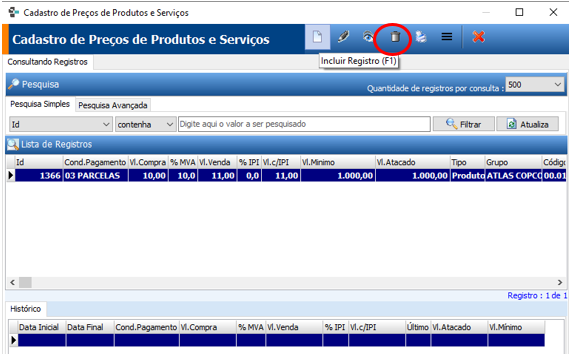 Cadastro de Preços de Produtos e Serviços
Cadastro de Preços de Produtos e Serviços
Incluir Registro (F1)
Consultando Registros
Pesquisa
Quantidade de registros por consulta : 500
Pesquisa Simples Pesquisa Avançada
Id contenha Digite aqui o valor a ser pesquisado Filtrar Atualiza
Lista de Registros
Id Cond.Pagamento Vl.Compra % MVA Vl.Venda % IPI Vl.c/IPI Vl.Minimo Vl.Atacado Tipo Grupo Código
1366 03 PARCELAS 10,00 10,0 11,00 0,0 11,00 1.000,00 1.000,00 Produto ATLAS COPCO 00.01
Registro : 1 de 1
Histórico
Data Inicial Data Final Cond.Pagamento Vl.Compra % MVA Vl.Venda % IPI Vl.c/IPI Último Vl.Atacado Vl.Mínimo